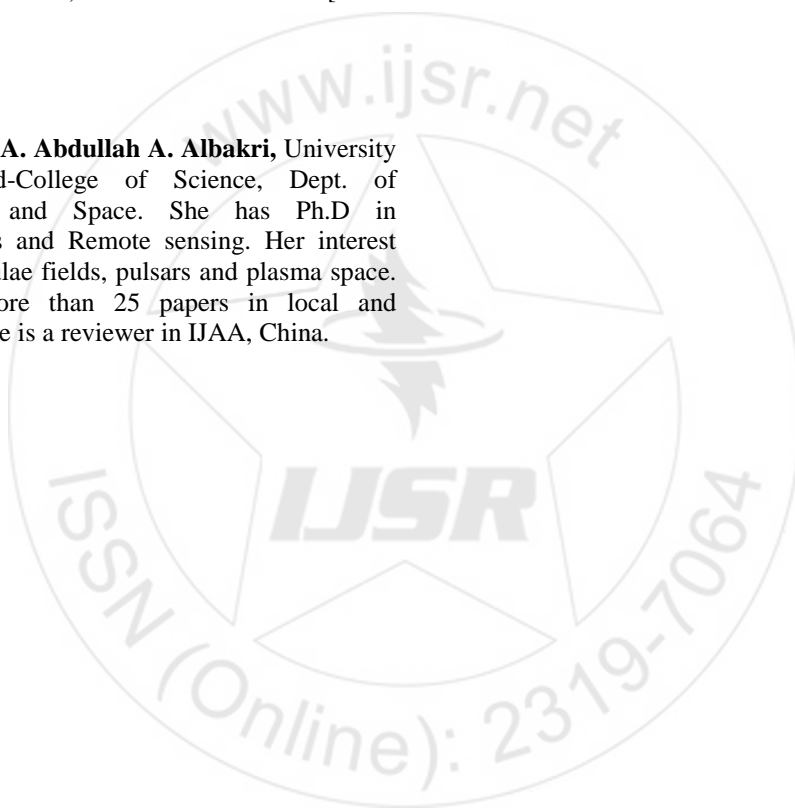 www.ijsr.net
A. Abdullah A. Albakri, University
d-College of Science, Dept. of
and Space. She has Ph.D in
s and Remote sensing. Her interest
lae fields, pulsars and plasma space.
ore than 25 papers in local and
e is a reviewer in IJAA, China.
IJSR
ISSN (Online): 2319-7064